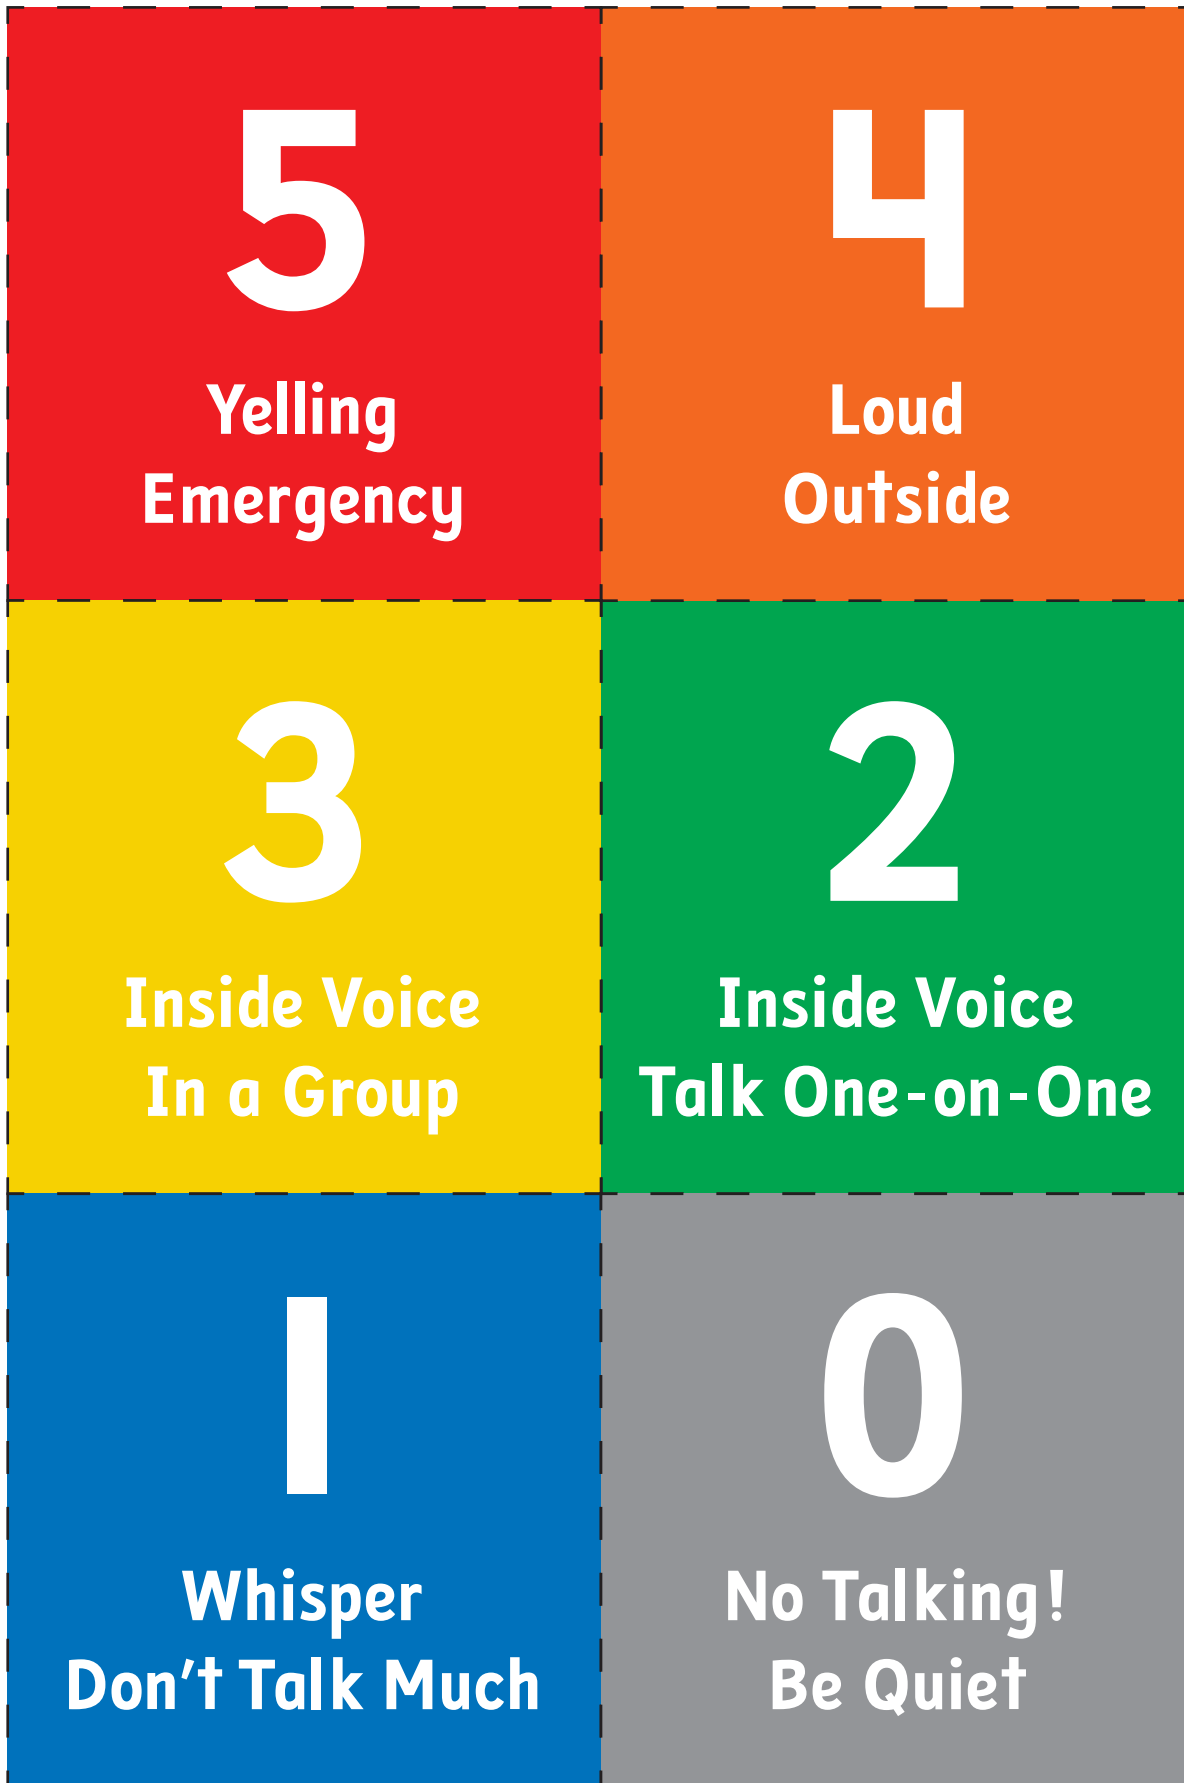 5
Yelling
Emergency
4
Loud
Outside
3
Inside Voice
In a Group
2
Inside Voice
Talk One-on-One
1
Whisper
Don't Talk Much
0
No Talking!
Be Quiet